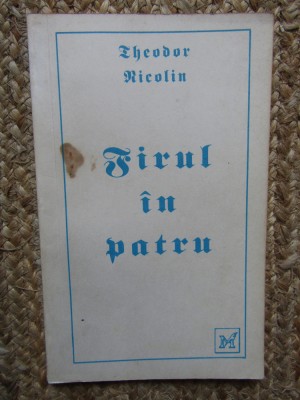 Theodor
Nicolin
Firul
în
patru